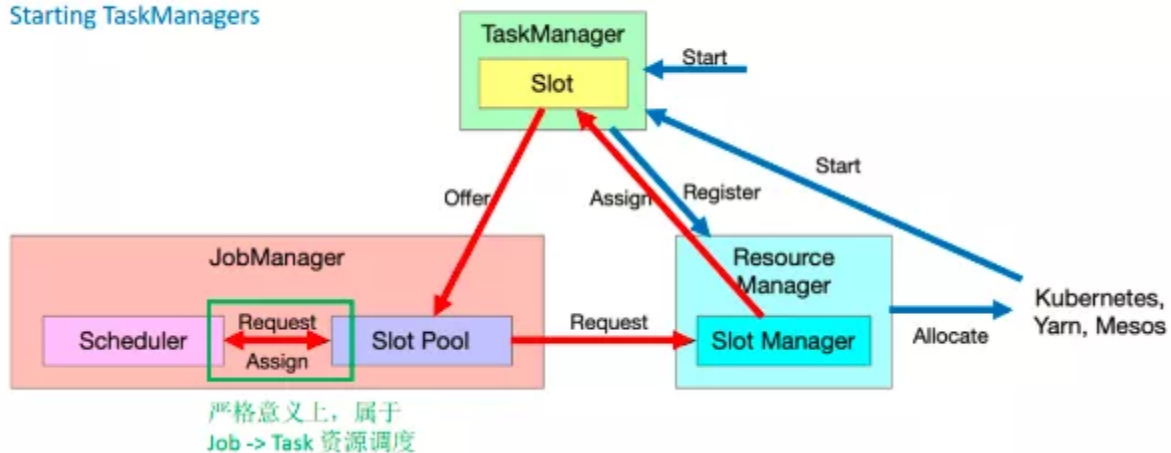 Starting TaskManagers
TaskManager
Slot
Start
Start
Offer
Assign
Register
JobManager
Resource
Manager
Scheduler
Request
Assign
Slot Pool
Request
Slot Manager
Allocate
Kubernetes,
Yarn, Mesos
严格意义上，属于
Job -> Task 资源调度